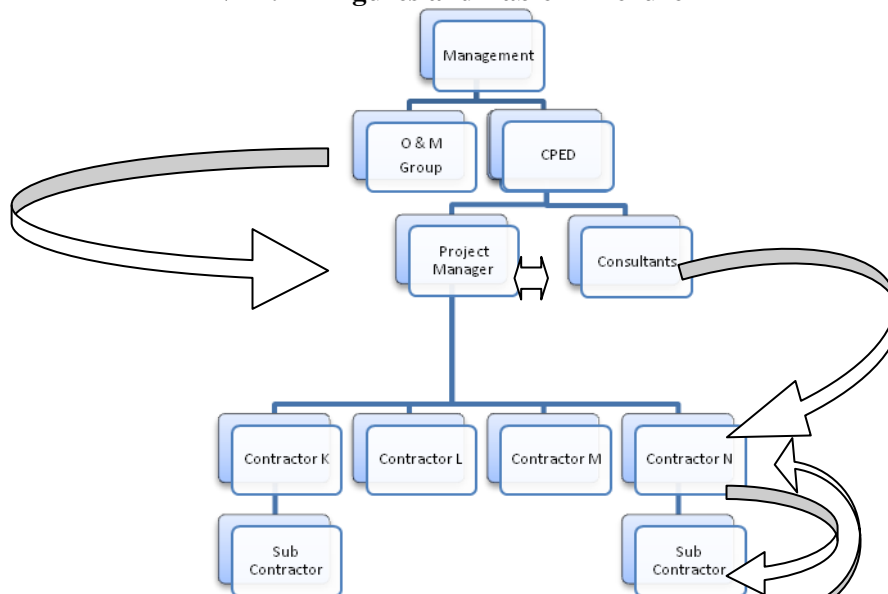 Management
O & M
Group
CPED
Project
Manager
Consultants
Contractor K
Contractor L
Contractor M
Contractor N
Sub
Contractor
Sub
Contractor